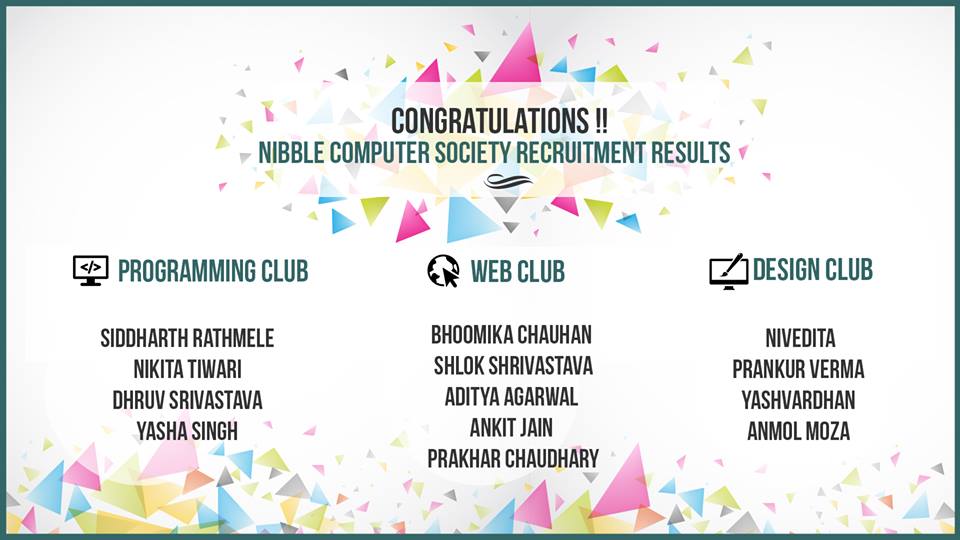 CONGRATULATIONS !!
NIBBLE COMPUTER SOCIETY RECRUITMENT RESULTS
</> PROGRAMMING CLUB
SIDDHARTH RATHMELE
NIKITA TIWARI
DHRUV SRIVASTAVA
YASHA SINGH
WEB CLUB
BHOOMIKA CHAUHAN
SHLOK SHRIVASTAVA
ADITYA AGARWAL
ANKIT JAIN
PRAKHAR CHAUDHARY
DESIGN CLUB
NIVEDITA
PRANKUR VERMA
YASHVARDHAN
ANMOL MOZA